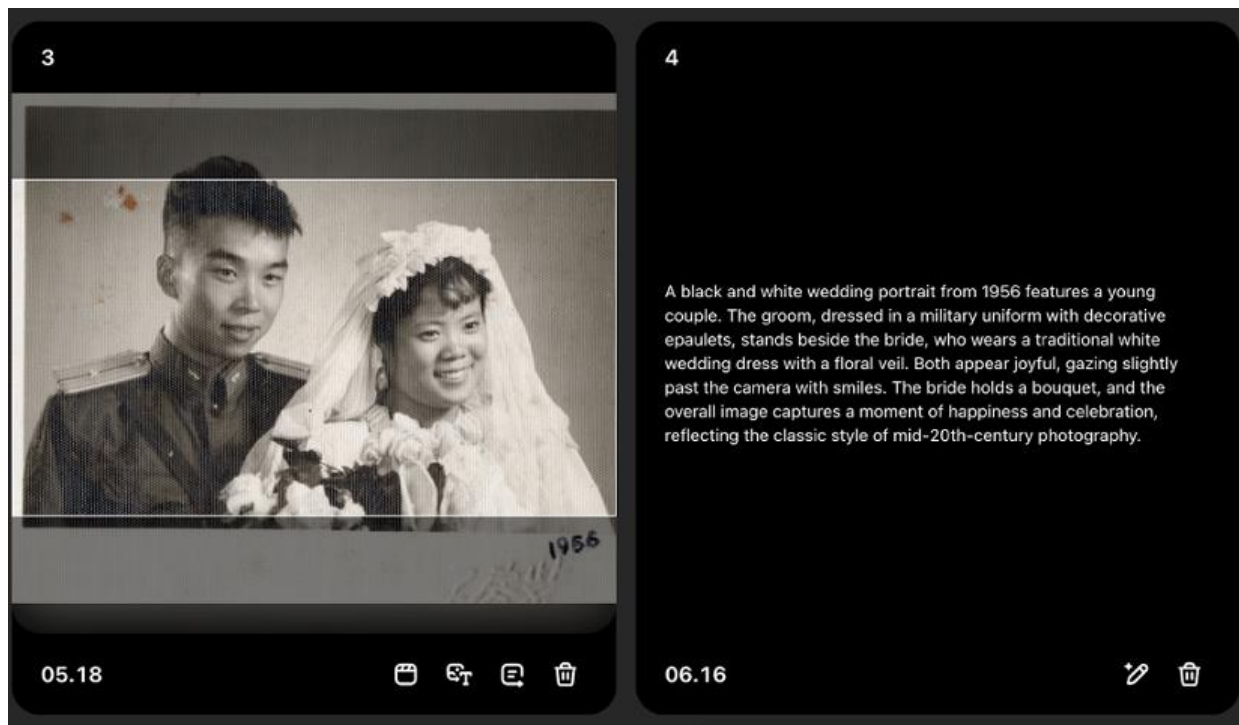 3
1956
05.18
4
A black and white wedding portrait from 1956 features a young
couple. The groom, dressed in a military uniform with decorative
epaulets, stands beside the bride, who wears a traditional white
wedding dress with a floral veil. Both appear joyful, gazing slightly
past the camera with smiles. The bride holds a bouquet, and the
overall image captures a moment of happiness and celebration,
reflecting the classic style of mid-20th-century photography.
06.16